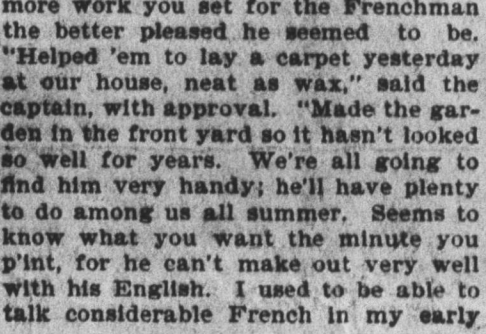 more work you set for the Frenchman
the better pleased he seemed to be.
"Helped 'em to lay a carpet yesterday
at our house, neat as wax," said the
captain, with approval. "Made the gar-
den in the front yard so it hasn't looked
so well for years. We're all going to
find him very handy; he'll have plenty
to do among us all summer. Seems to
know what you want the minute you
p'int, for he can't make out very well
with his English. I used to be able to
talk considerable French in my early